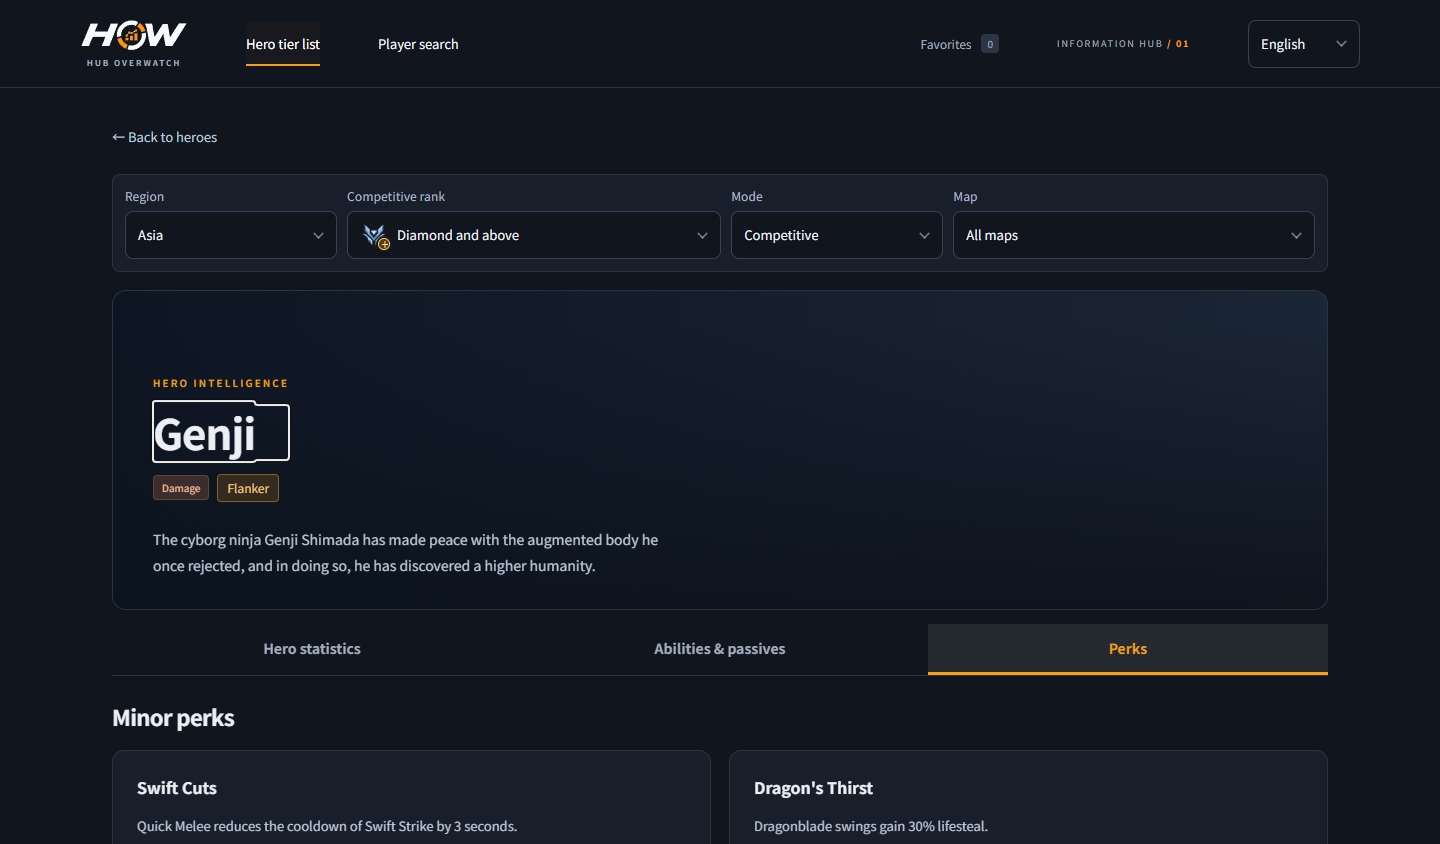 HOW
HUB OVERWATCH
Hero tier list
Player search
Favorites 0
INFORMATION HUB / 01
English
← Back to heroes
Region
Competitive rank
Mode
Map
Asia
Diamond and above
Competitive
All maps
HERO INTELLIGENCE
Genji
Damage
Flanker
The cyborg ninja Genji Shimada has made peace with the augmented body he
once rejected, and in doing so, he has discovered a higher humanity.
Hero statistics
Abilities & passives
Perks
Minor perks
Swift Cuts
Quick Melee reduces the cooldown of Swift Strike by 3 seconds.
Dragon's Thirst
Dragonblade swings gain 30% lifesteal.